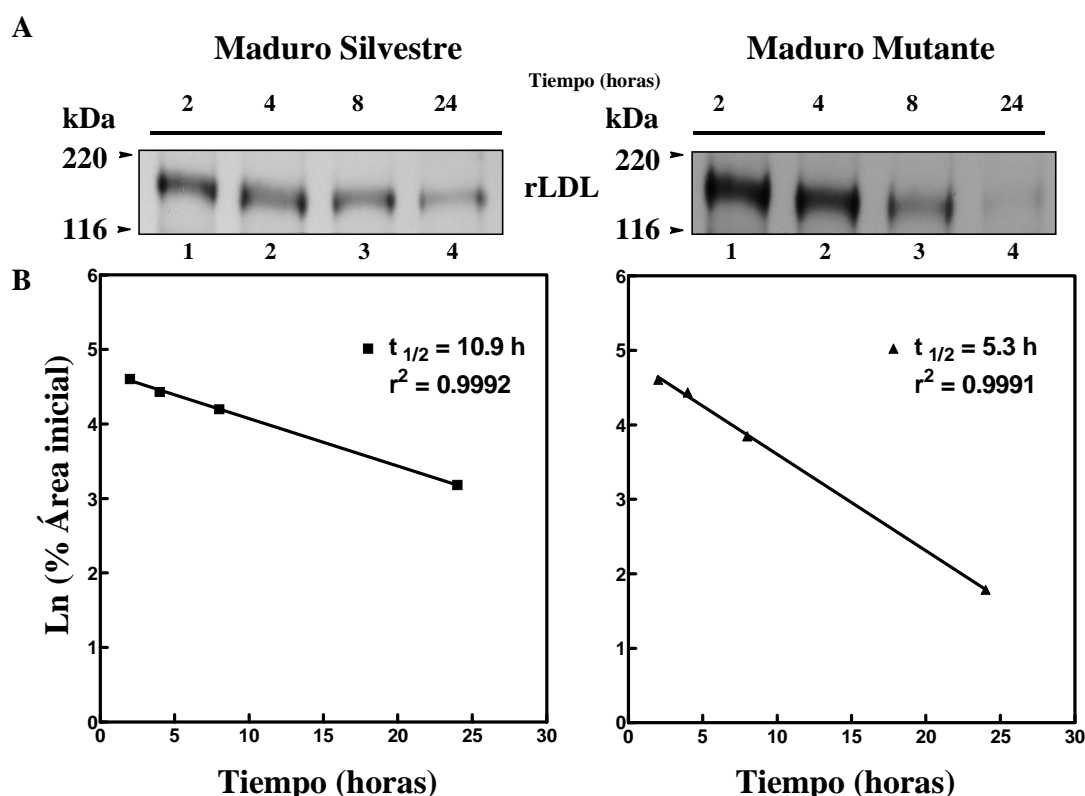 A
Maduro Silvestre
Maduro Mutante
Tiempo (horas)
2 4 8 24
2 4 8 24
kDa
kDa
220
220
rLDL
116
116
1 2 3 4
1 2 3 4
B
6
5
4
3
2
1
0
t 1/2 = 10.9 h
r2 = 0.9992
Ln (% Área inicial)
0 5 10 15 20 25 30
Tiempo (horas)
6
5
4
3
2
1
0
t 1/2 = 5.3 h
r2 = 0.9991
0 5 10 15 20 25 30
Tiempo (horas)